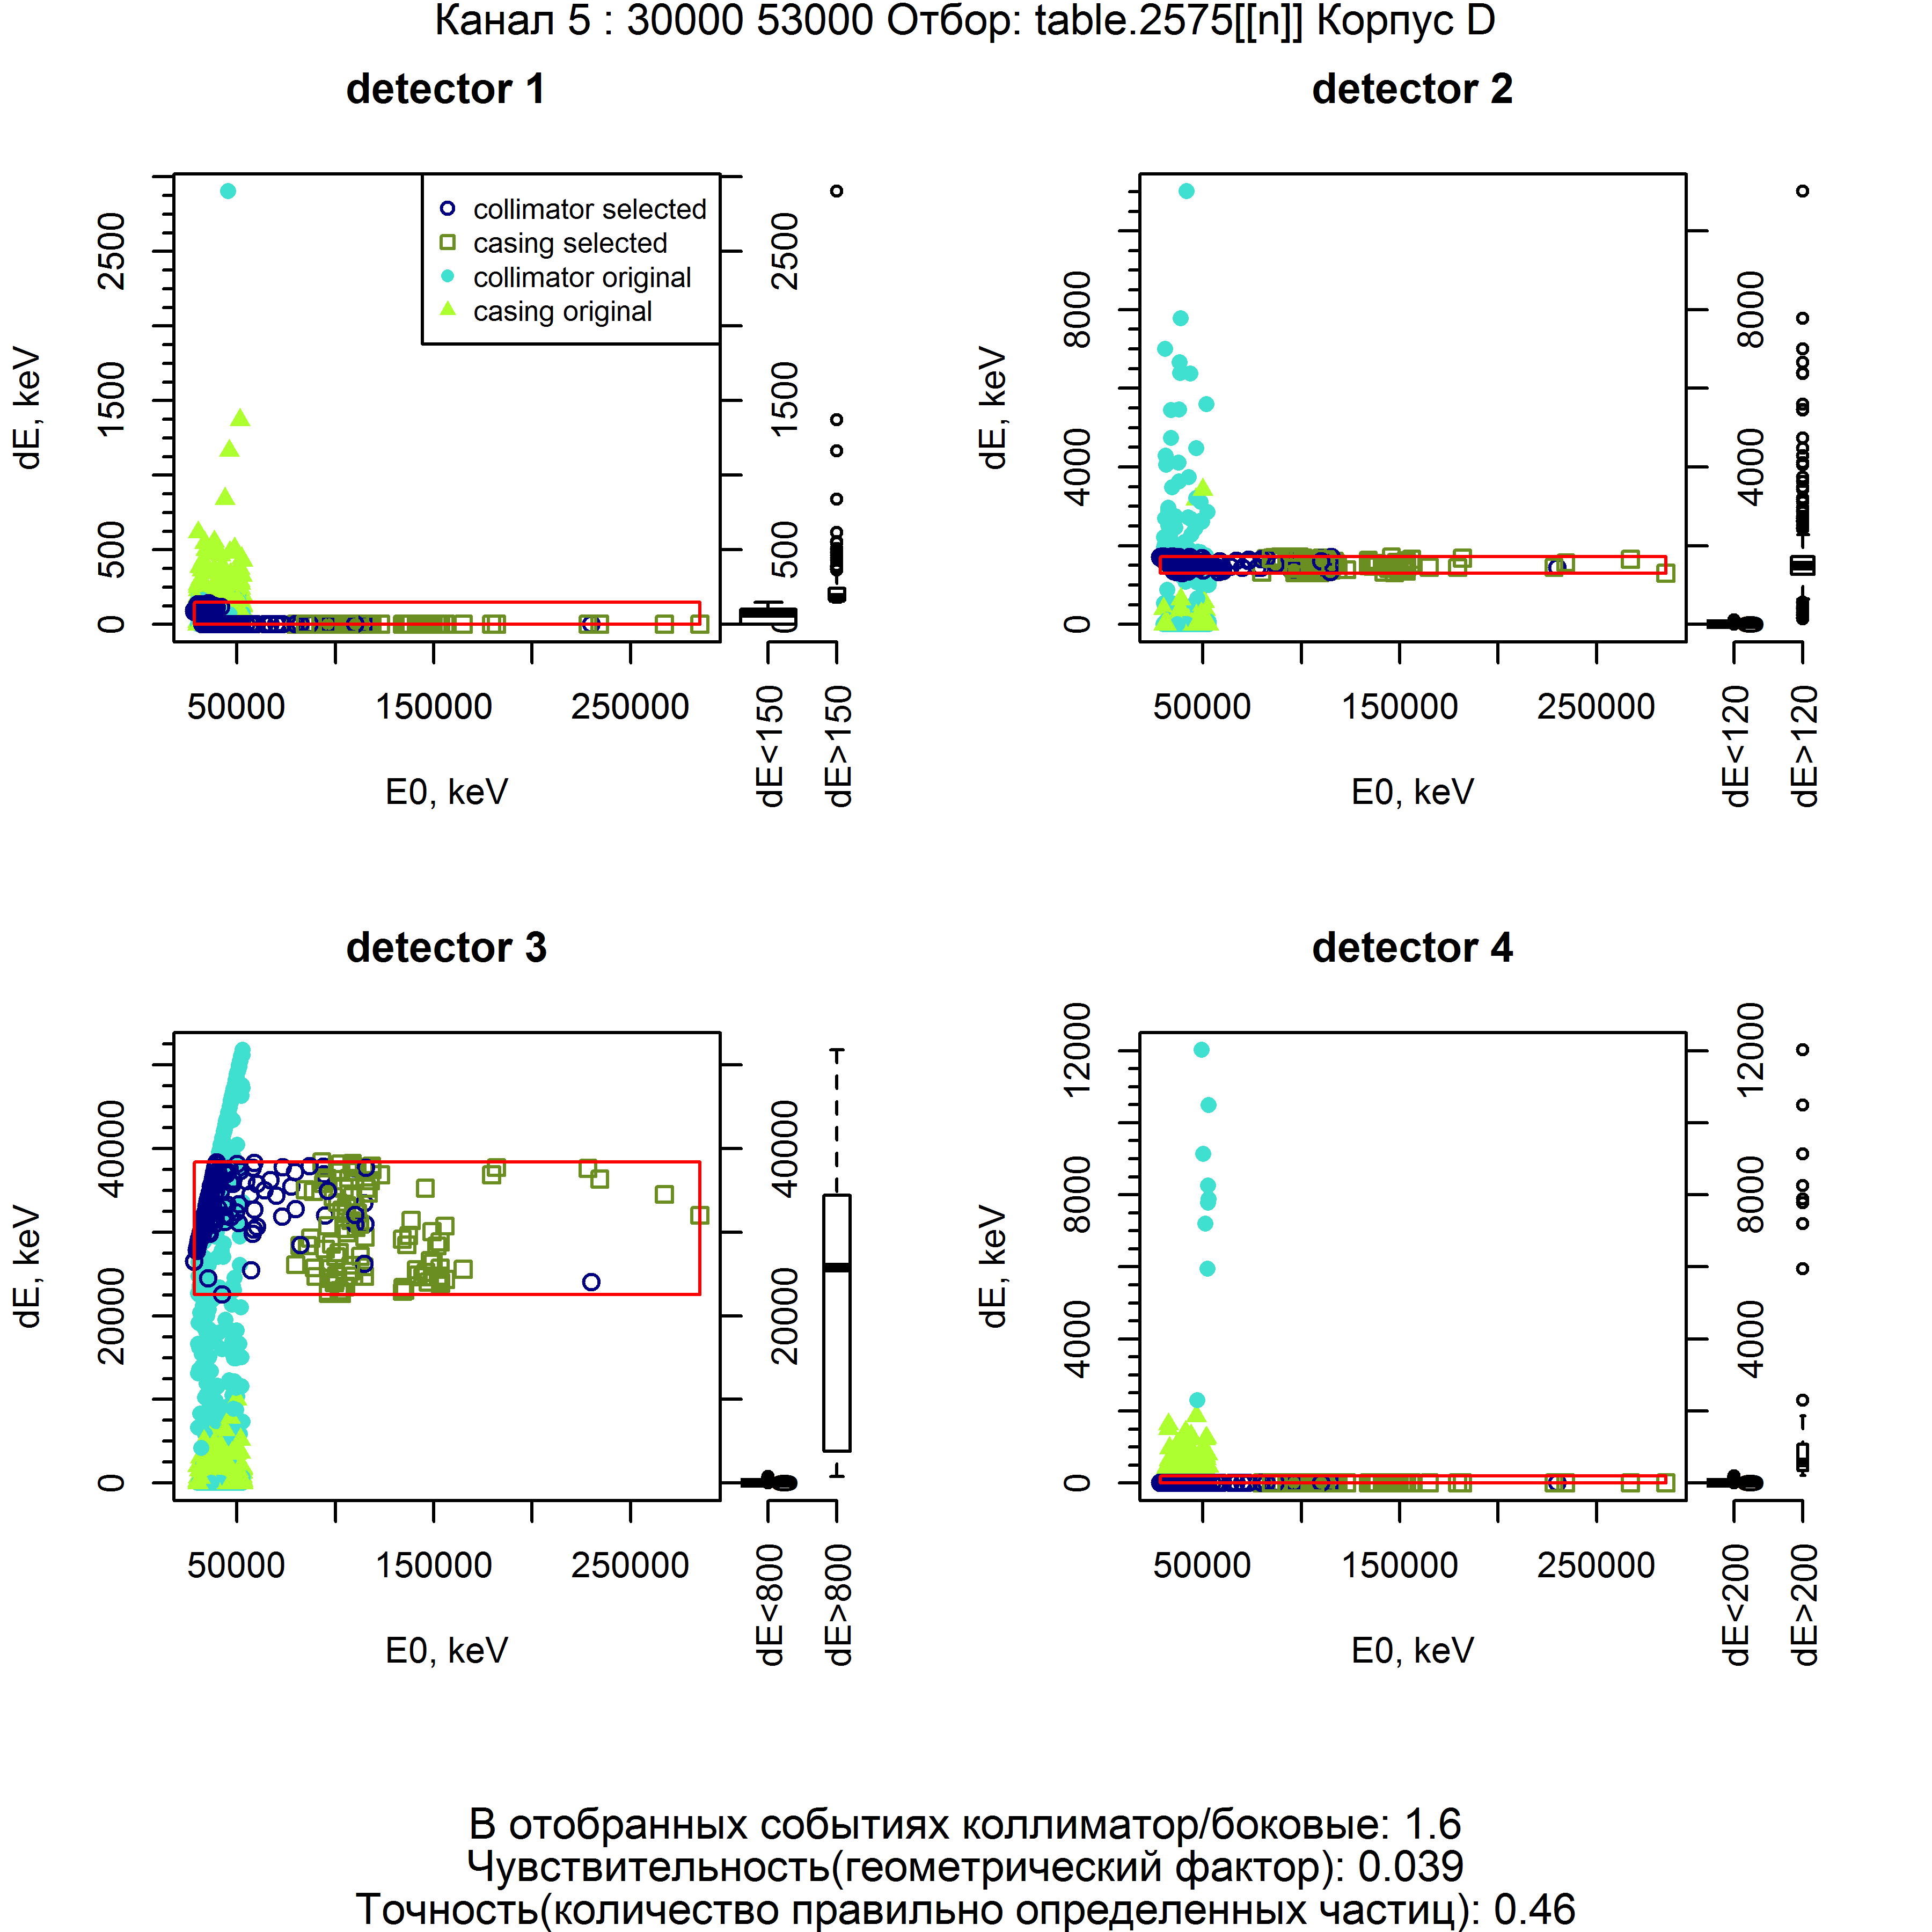 Канал 5 : 30000 53000 Отбор: table.2575[[n]] Корпус D
detector 1
dE, keV
0
500
1500
2500
collimator selected
casing selected
collimator original
casing original
0
500
1500
2500
50000 150000 250000
E0, keV
dE<150
dE>150
detector 2
dE, keV
0
4000
8000
0
4000
8000
50000 150000 250000
E0, keV
dE<120
dE>120
detector 3
dE, keV
0
20000
40000
0
20000
40000
50000 150000 250000
E0, keV
dE<800
dE>800
detector 4
dE, keV
0
4000
8000
12000
0
4000
8000
12000
50000 150000 250000
E0, keV
dE<200
dE>200
В отобранных событиях коллиматор/боковые: 1.6
Чувствительность(геометрический фактор): 0.039
Точность(количество правильно определенных частиц): 0.46